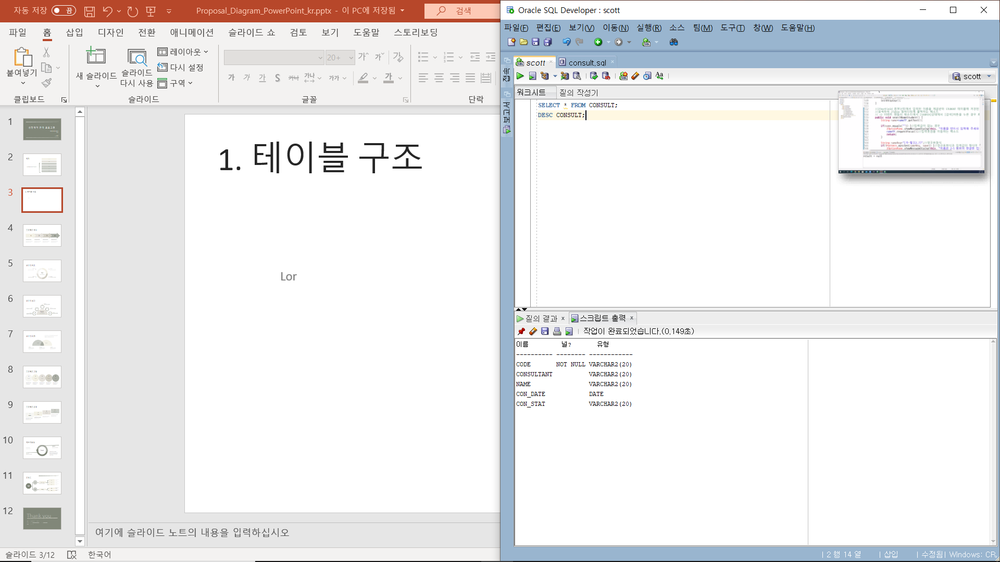 자동 저장 끔 Proposal_Diagram_PowerPoint_kr.pptx - 이 PC에 저장됨 검색
파일 홈 삽입 디자인 전환 애니메이션 슬라이드 쇼 검토 보기 도움말 스토리보딩
붙여넣기
새 슬라이드
슬라이드
다시 사용
레이아웃
다시 설정
구역
20+
가 가 가 S 가나 가가 가
클립보드 슬라이드 글꼴 단락
1
2
3
4
5
6
7
8
9
10
11
12
Thank you
1. 테이블 구조
Lor
여기에 슬라이드 노트의 내용을 입력하십시오
슬라이드 3/12 한국어
Oracle SQL Developer : scott
파일(F) 편집(E) 보기(V) 이동(N) 실행(R) 소스 팀(M) 도구(T) 창(W) 도움말(H)
접속
보고서
scott consult.sql
scott
워크시트 질의 작성기
SELECT * FROM CONSULT;
DESC CONSULT;
질의 결과 x 스크립트 출력 x
작업이 완료되었습니다.(0.149초)
이름 널? 유형
---------- -------- ------------
CODE NOT NULL VARCHAR2(20)
CONSULTANT VARCHAR2(20)
NAME VARCHAR2(20)
CON_DATE DATE
CON_STAT VARCHAR2(20)
2 행 14 열 | 삽입 | 수정됨| Windows: CR,